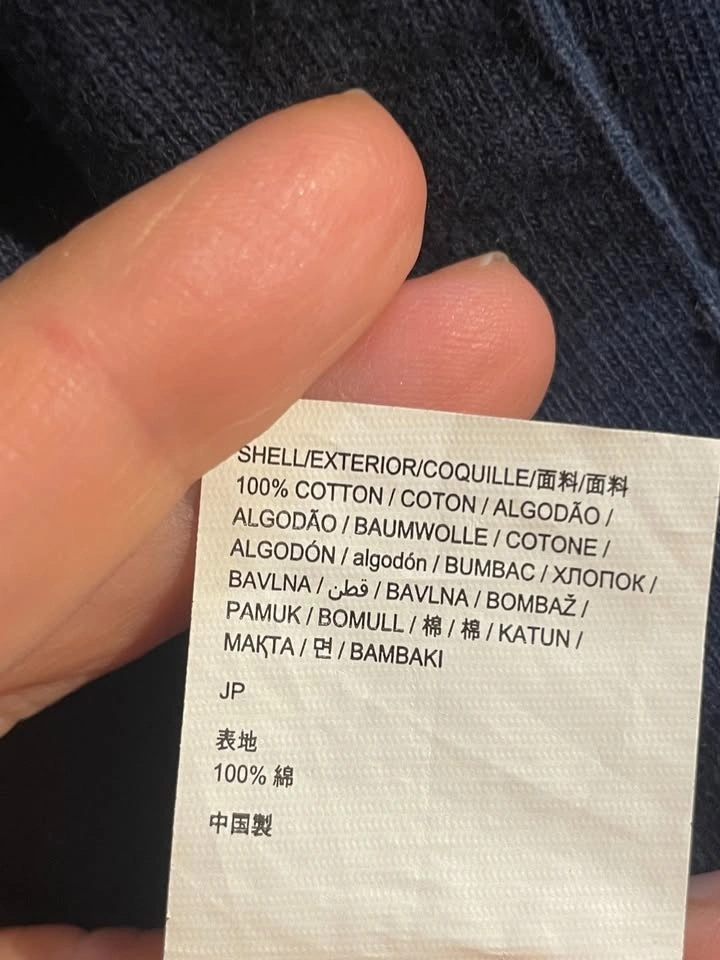 SHELL/EXTERIOR/COQUILLE/面料/面料
100% COTTON / COTON / ALGODÃO /
ALGODÃO / BAUMWOLLE / COTONE /
ALGODÓN / algodón / BUMBAC / ХЛОПОК /
BAVLNA / قطن / BAVLNA / BOMBAŽ /
PAMUK / BOMULL / 棉 / 棉 / KATUN /
МАҚТА / 면 / BAMBAKI
JP
表地
100% 綿
中国製